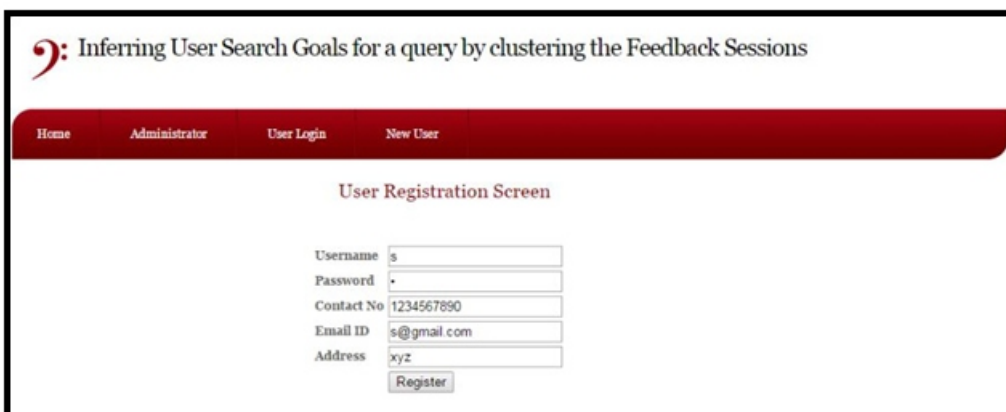 Inferring User Search Goals for a query by clustering the Feedback Sessions
Home Administrator User Login New User
User Registration Screen
Username s
Password •
Contact No 1234567890
Email ID s@gmail.com
Address xyz
Register